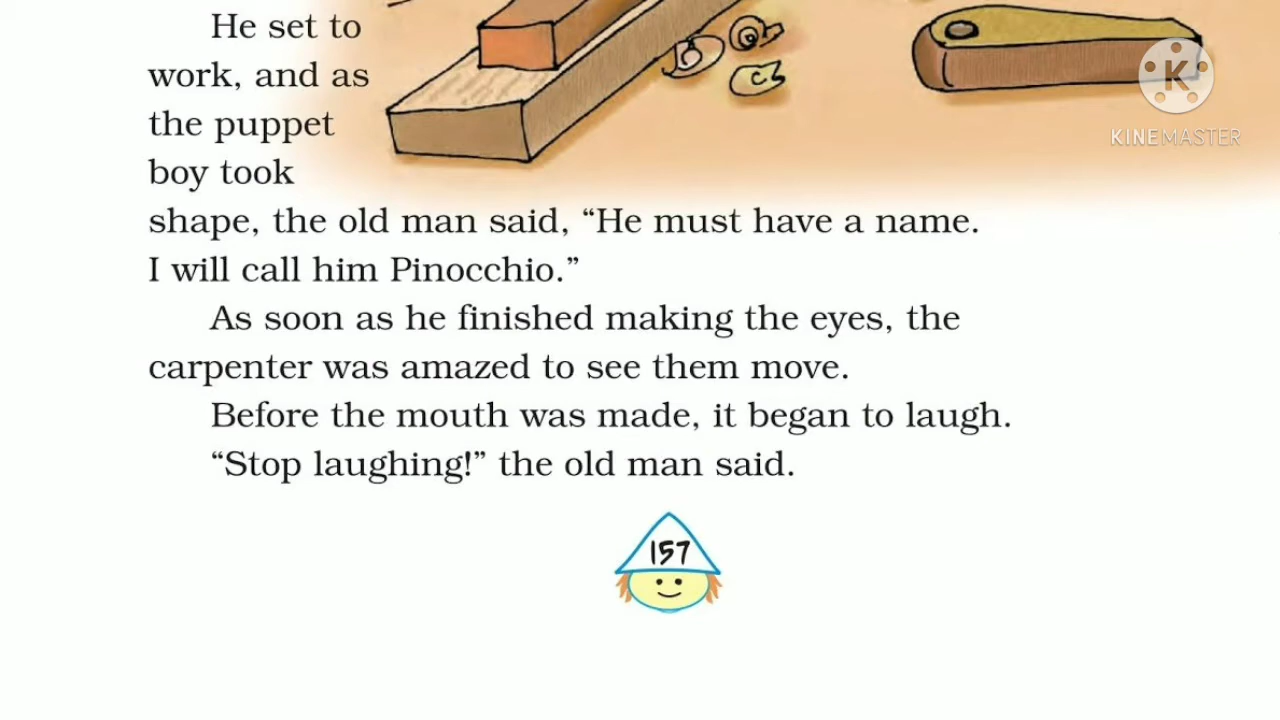 He set to
work, and as
the puppet
boy took
shape, the old man said, “He must have a name.
I will call him Pinocchio.”
As soon as he finished making the eyes, the
carpenter was amazed to see them move.
Before the mouth was made, it began to laugh.
“Stop laughing!” the old man said.
157
K
KINEMASTER